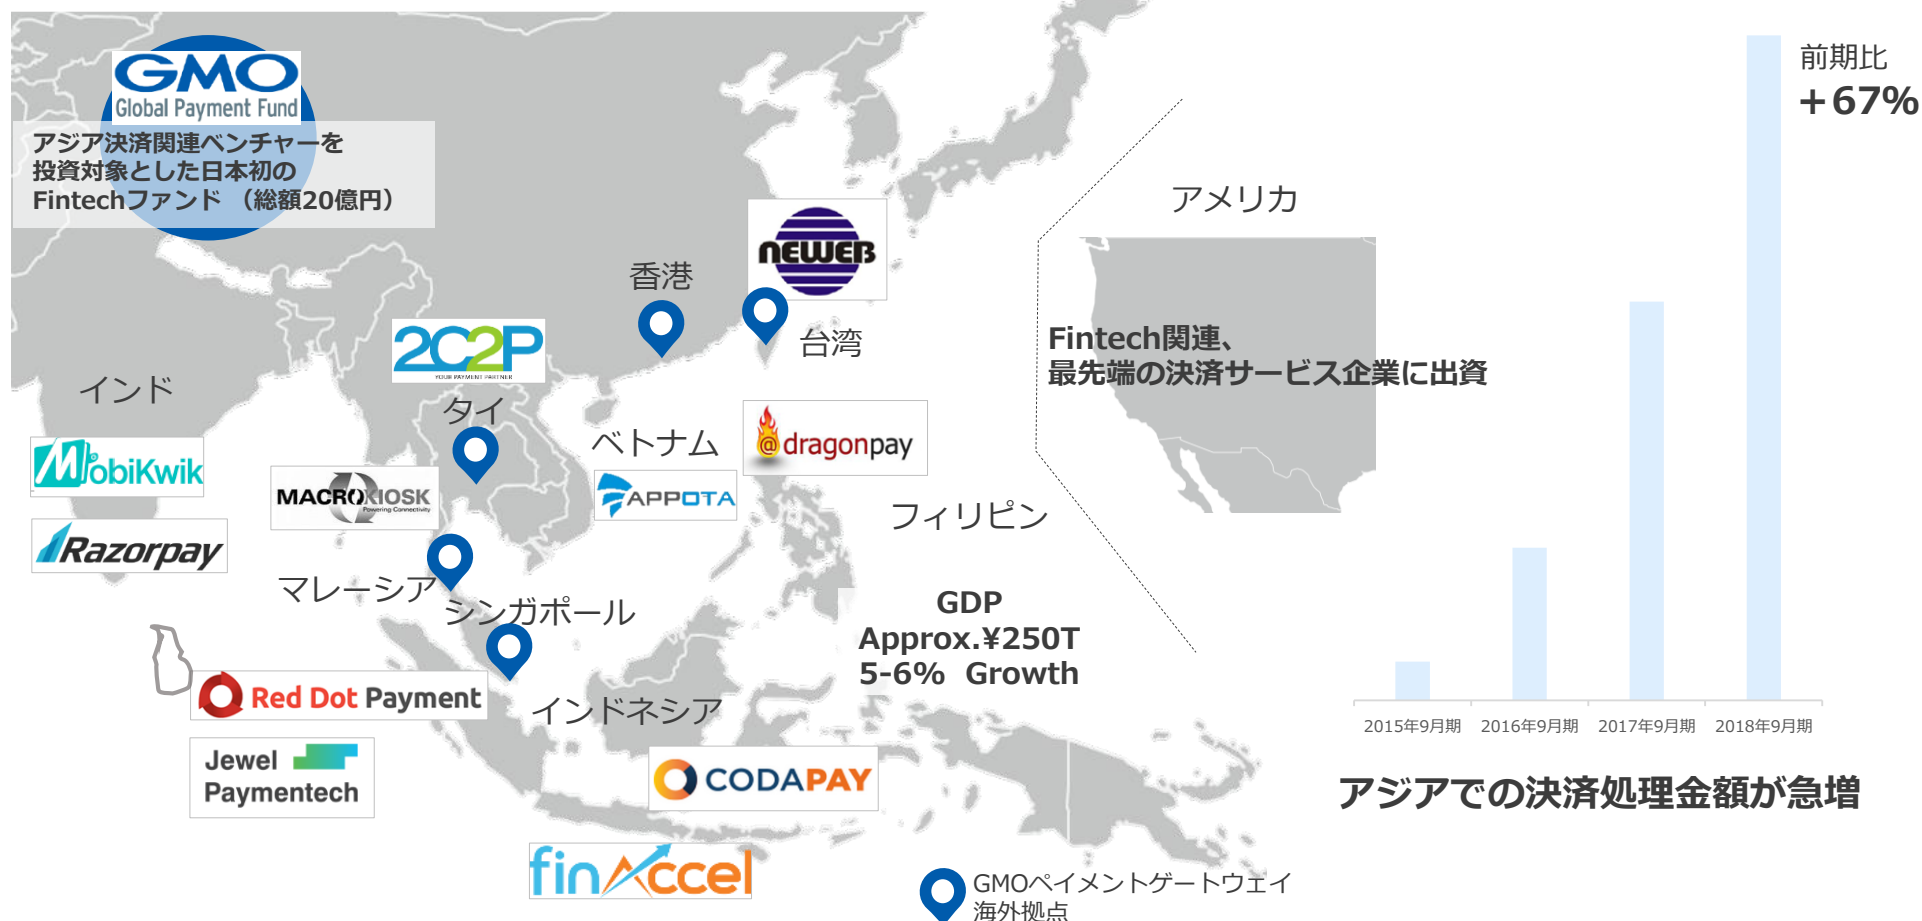 GMO
Global Payment Fund
アジア決済関連ベンチャーを
投資対象とした日本初の
Fintechファンド （総額20億円）
前期比
+67%
アメリカ
NEWEB
香港
台湾
2C2P
YOUR PAYMENT PARTNER
Fintech関連、
最先端の決済サービス企業に出資
インド
タイ
ベトナム
@dragonpay
MobiKwik
MACROKIOSK
Powering Connectivity
APPOTA
フィリピン
Razorpay
マレーシア
シンガポール
GDP
Approx.¥250T
5-6% Growth
Red Dot Payment
インドネシア
2015年9月期 2016年9月期 2017年9月期 2018年9月期
Jewel
Paymentech
CODAPAY
アジアでの決済処理金額が急増
finAccel
GMOペイメントゲートウェイ
海外拠点